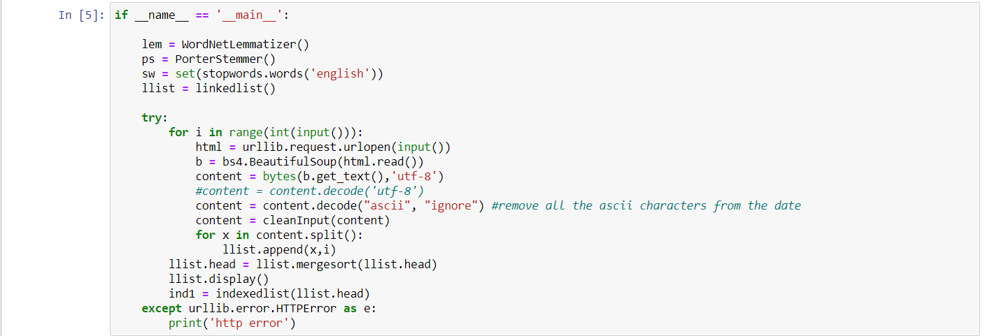 In [5]: if __name__ == '__main__':
lem = WordNetLemmatizer()
ps = PorterStemmer()
sw = set(stopwords.words('english'))
llist = linkedlist()
try:
for i in range(int(input())):
html = urllib.request.urlopen(input())
b = bs4.BeautifulSoup(html.read())
content = bytes(b.get_text(),'utf-8')
#content = content.decode('utf-8')
content = content.decode("ascii", "ignore") #remove all the ascii characters from the date
content = cleanInput(content)
for x in content.split():
llist.append(x,i)
llist.head = llist.mergesort(llist.head)
llist.display()
ind1 = indexedlist(llist.head)
except urllib.error.HTTPError as e:
print('http error')